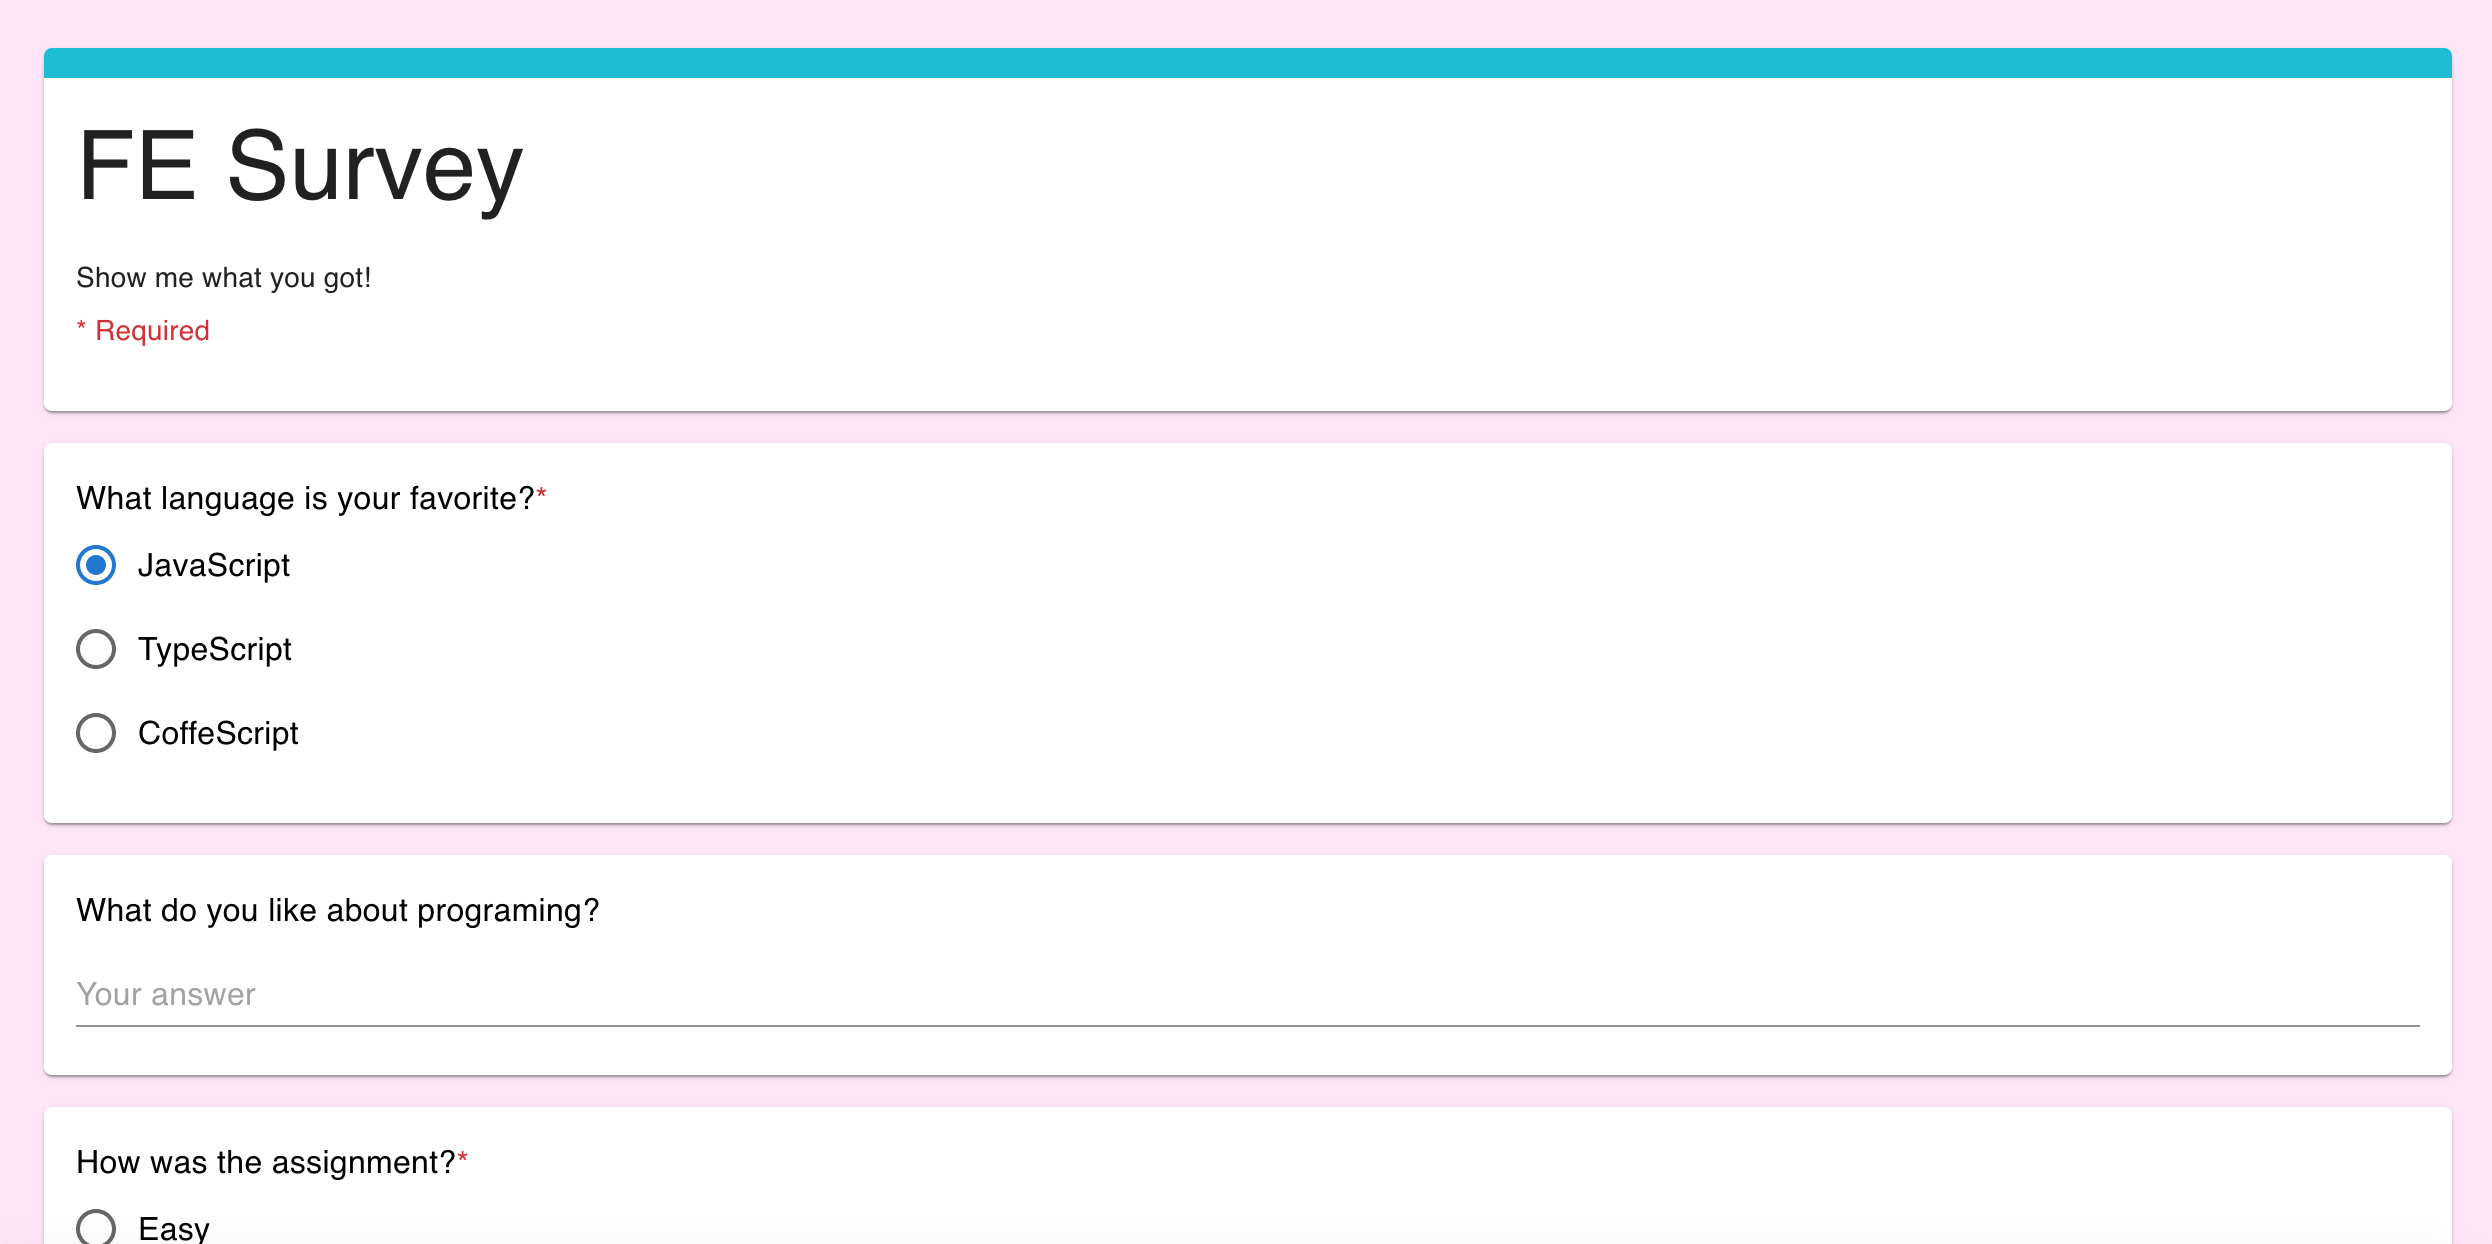 FE Survey
Show me what you got!
* Required
What language is your favorite?*
JavaScript
TypeScript
CoffeScript
What do you like about programing?
Your answer
How was the assignment?*
Easy